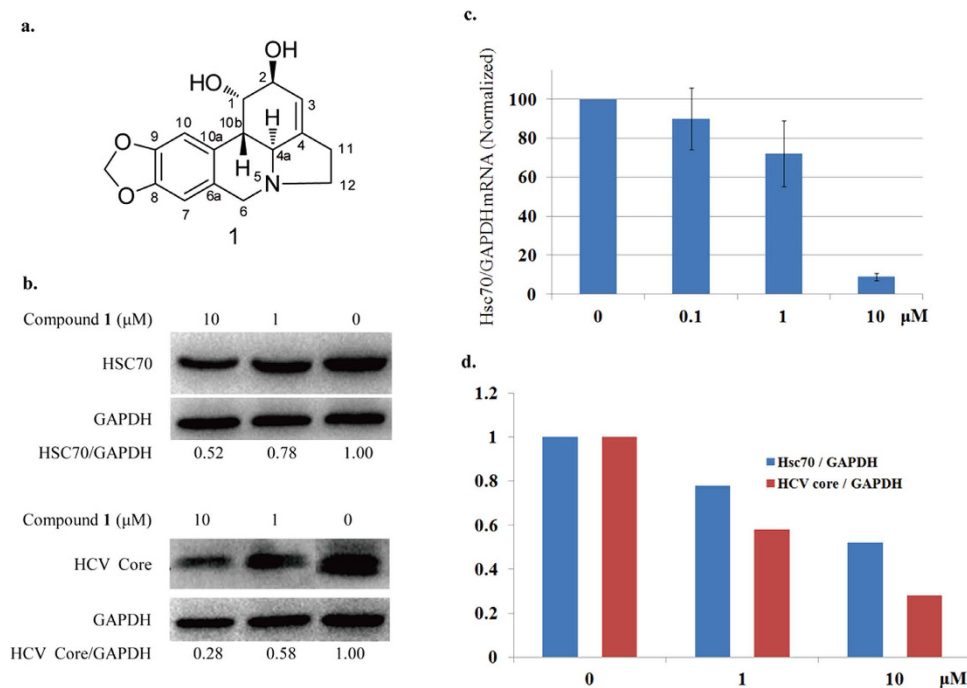 a.
OH
HO
2
1
3
H
10
10b
9
10a
4
11
O
4a
H
5
N
12
O
8
6a
6
7
1
b.
Compound 1 (μM) 10 1 0
HSC70
GAPDH
HSC70/GAPDH 0.52 0.78 1.00
Compound 1 (μM) 10 1 0
HCV Core
GAPDH
HCV Core/GAPDH 0.28 0.58 1.00
c.
Hsc70/GAPDH mRNA (Normalized)
100
80
60
40
20
0
0 0.1 1 10 μM
d.
1.2
1
0.8
0.6
0.4
0.2
0
Hsc70 / GAPDH
HCV core / GAPDH
0 1 10 μM